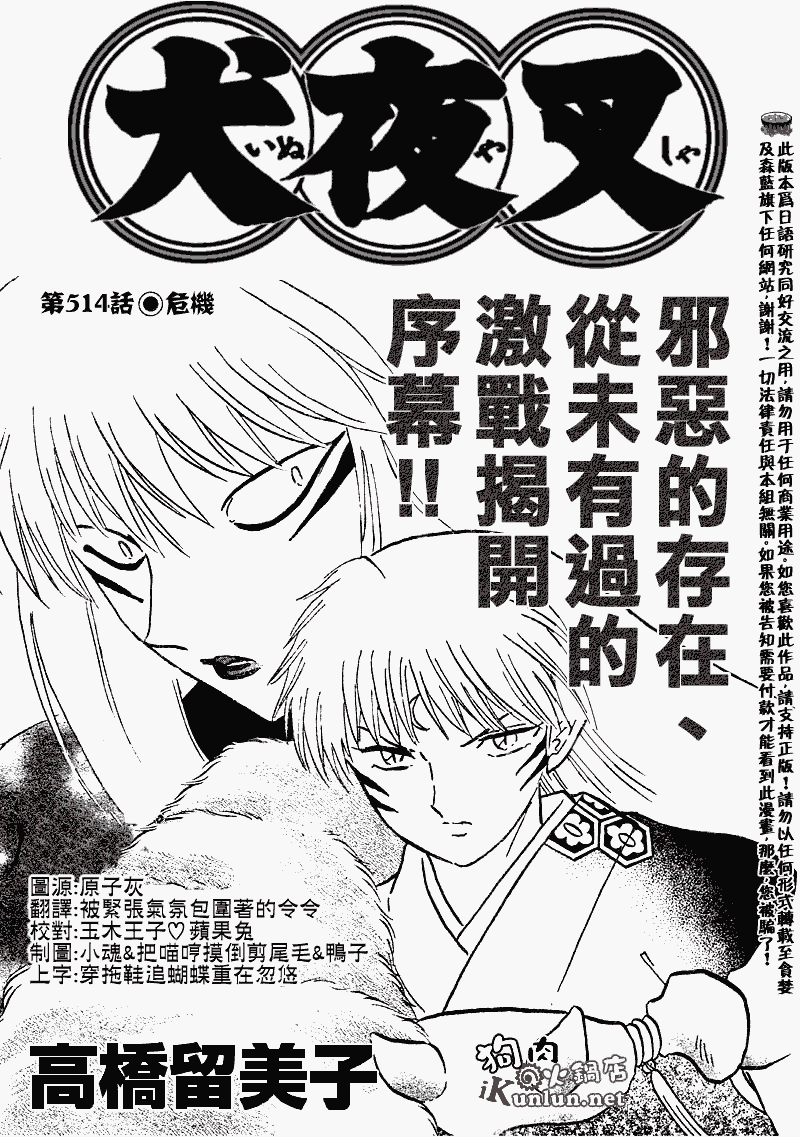 犬夜叉
いぬ
や
しゃ
第514話◉危機
邪惡的存在、
從未有過的
激戰揭開
序幕!!
此版本爲日語研究同好交流之用,請勿用于任何商業用途。如您喜歡此作品,請支持正版!請勿以任何形式轉載至貪婪
及森藍旗下任何網站,謝謝!一切法律責任與本組無關。如果您被告知需要付款才能看到此漫畫,那麽,您被騙了!!
圖源:原子灰
翻譯:被緊張氣氛包圍著的令令
校對:玉木王子♡蘋果兔
制圖:小魂&把喵哼摸倒剪尾毛&鴨子
上字:穿拖鞋追蝴蝶重在忽悠
高橋留美子
狗肉
火鍋店
iKunlun.net